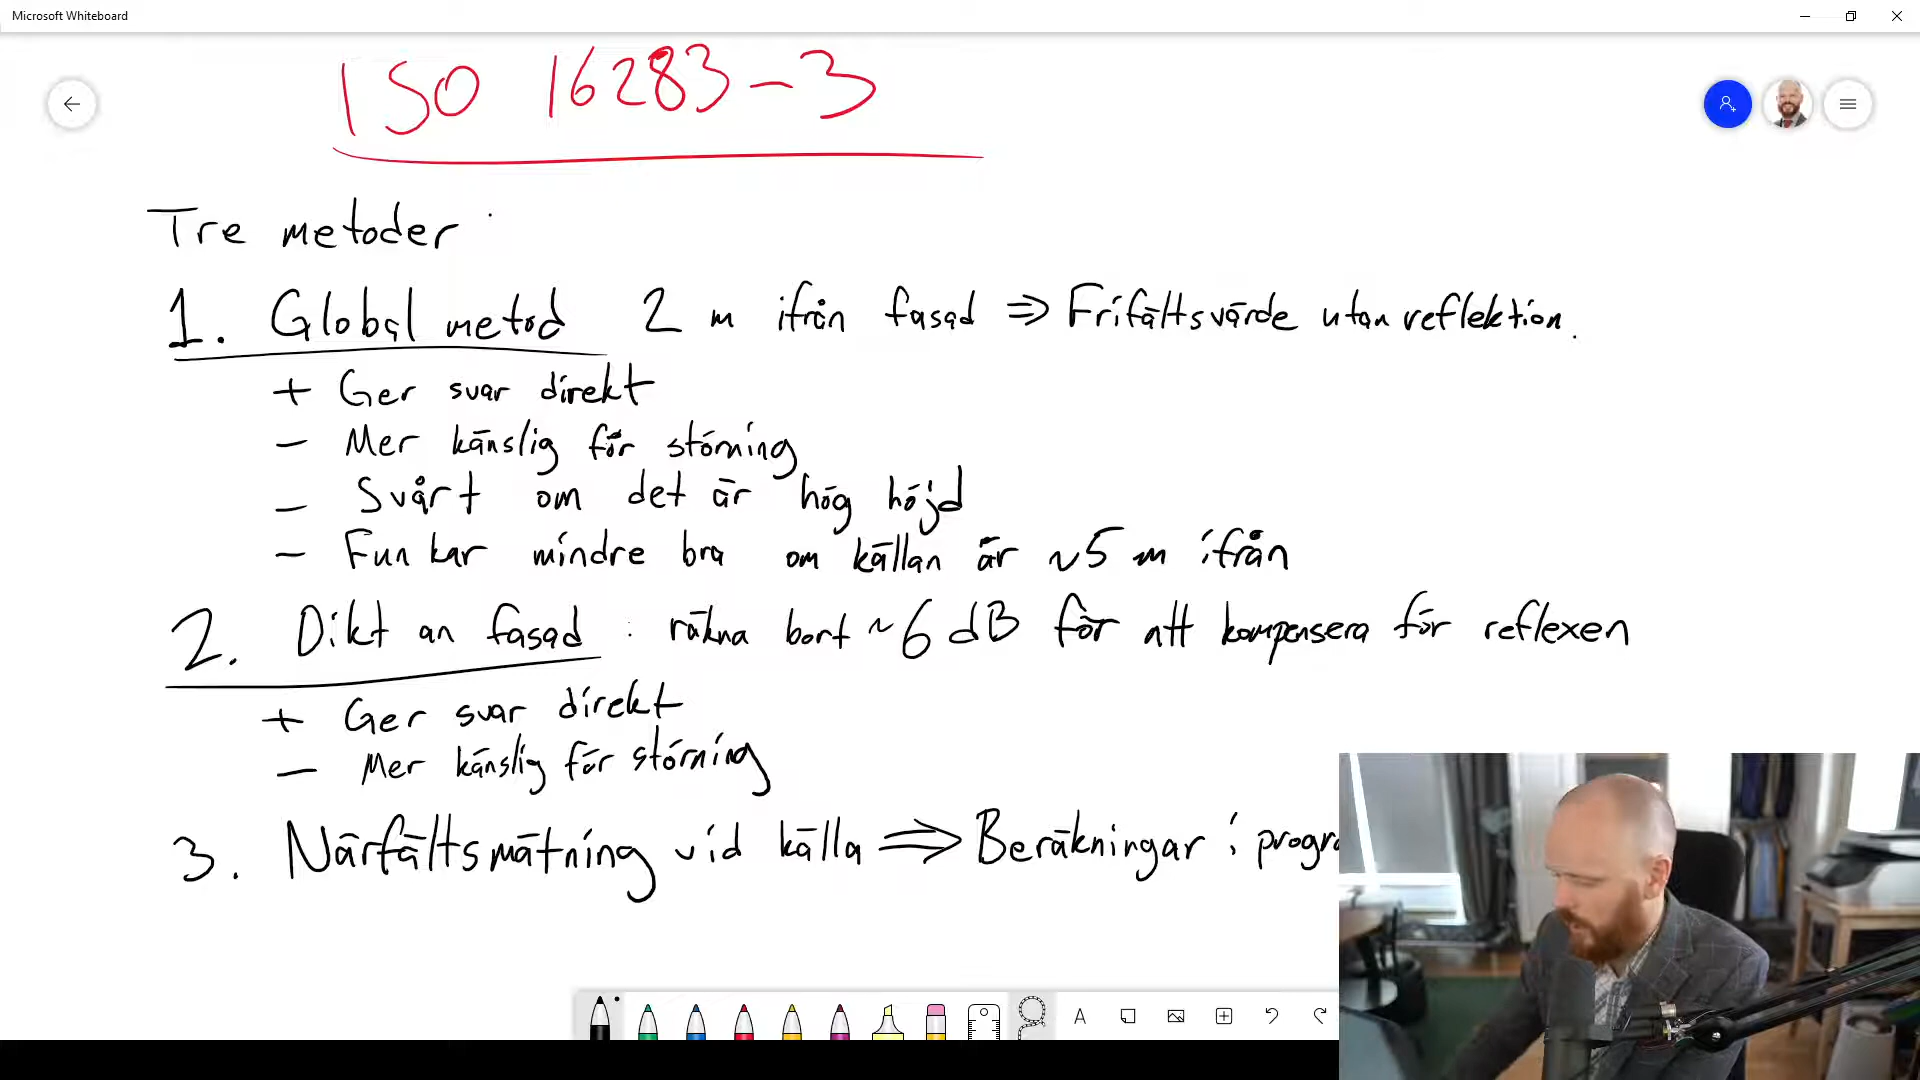 Microsoft Whiteboard
ISO 16283-3
Tre metoder
1. Global metod 2 m ifrån fasad => Frifältsvärde utan reflektion.
+ Ger svar direkt
- Mer känslig för störning
- Svårt om det är hög höjd
- Funkar mindre bra om källan är ~5 m ifrån
2. Dikt an fasad : räkna bort ~6 dB för att kompensera för reflexen
+ Ger svar direkt
- Mer känslig för störning
3. Närfältsmätning vid källa => Beräkningar i progra
A